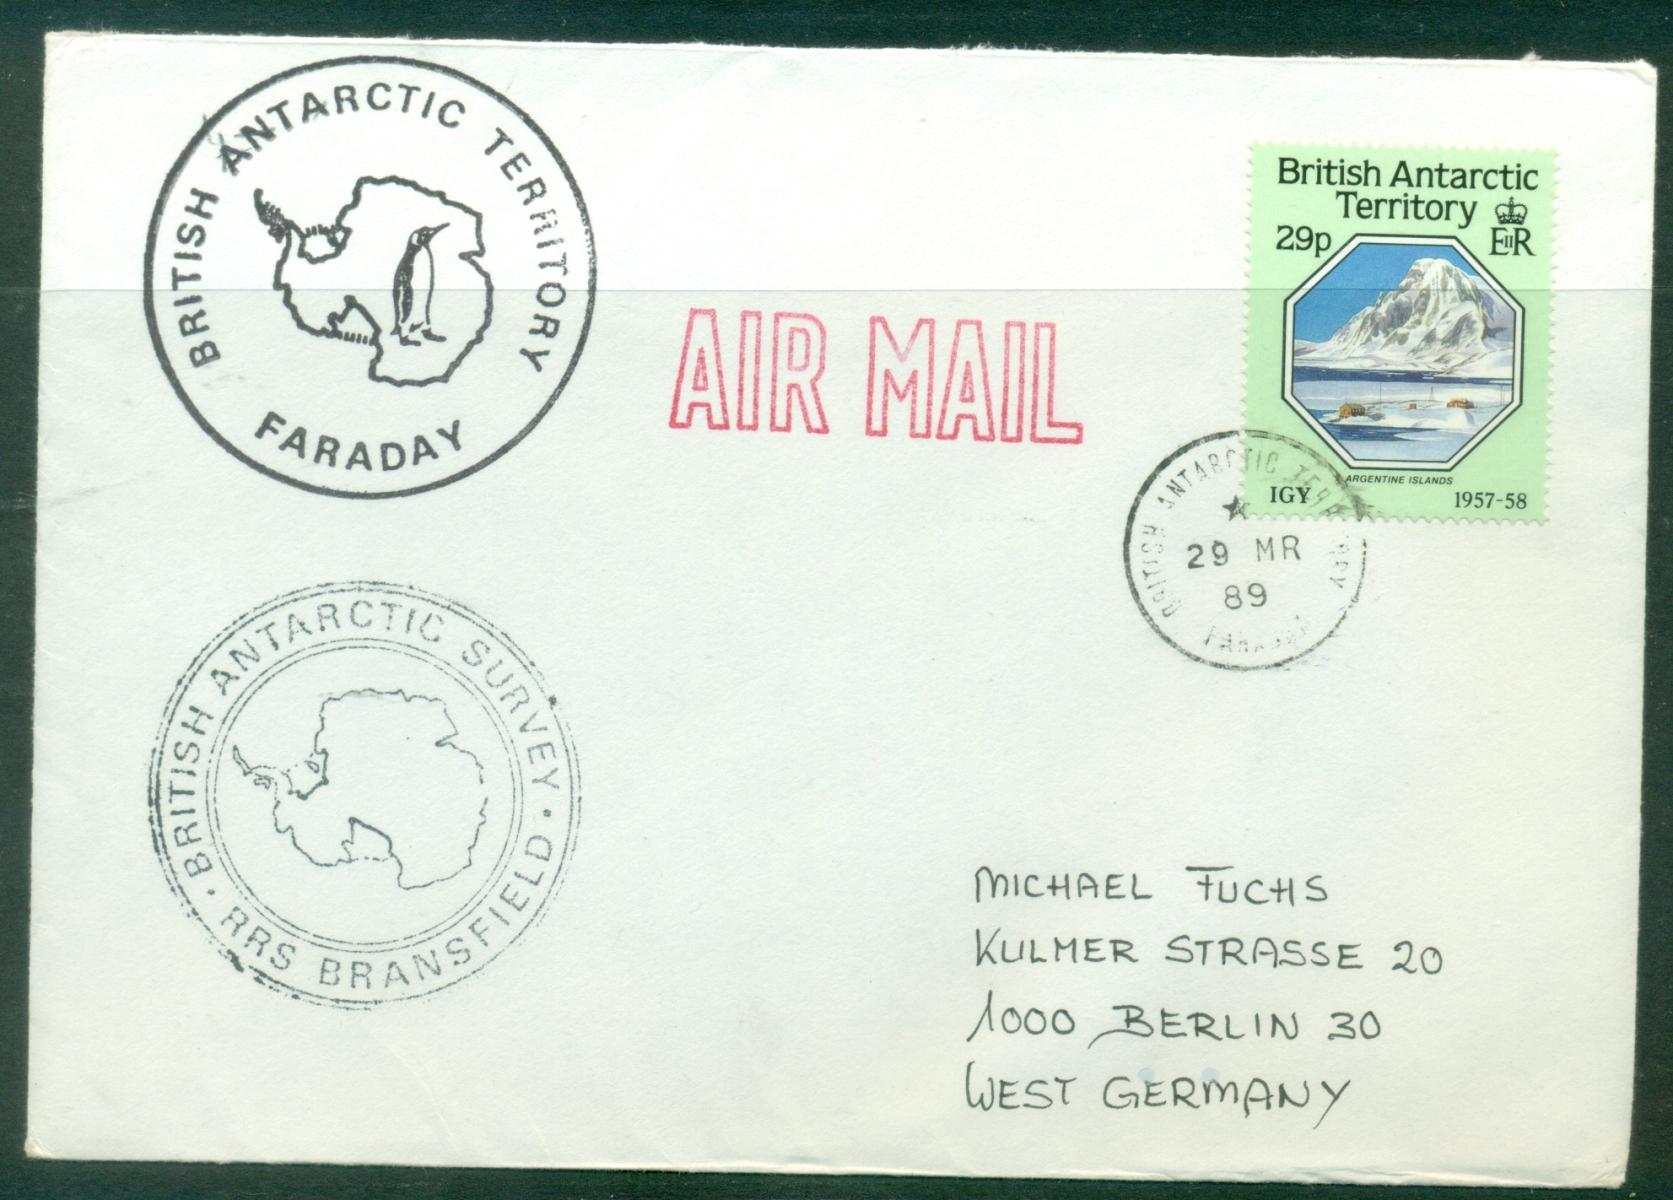 BRITISH ANTARCTIC TERRITORY
FARADAY
AIR MAIL
British Antarctic
Territory
29p
EIIR
ARGENTINE ISLANDS
IGY
1957-58
BRITISH ANTARCTIC TERRITORY
29 MR
89
FARADAY
BRITISH ANTARCTIC SURVEY
· RRS BRANSFIELD ·
MICHAEL FUCHS
KULMER STRASSE 20
1000 BERLIN 30
WEST GERMANY